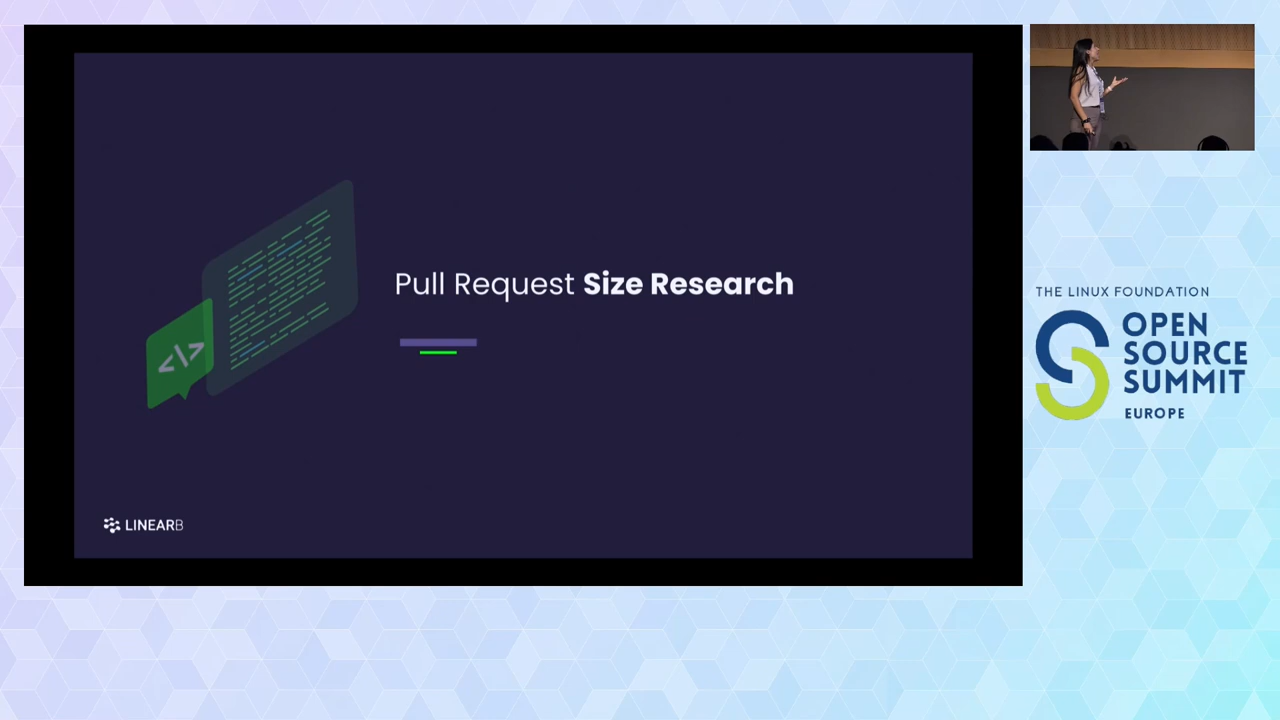 Pull Request Size Research
<\>
LINEARB
THE LINUX FOUNDATION
OPEN
SOURCE
SUMMIT
EUROPE